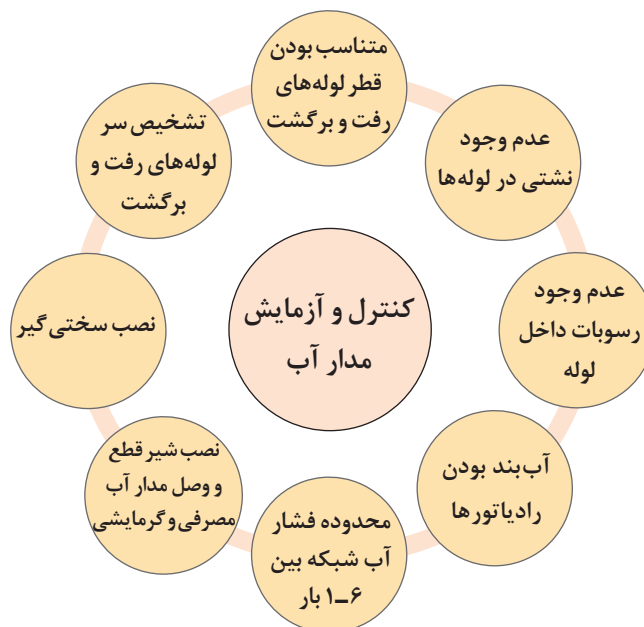 متناسب بودن
قطر لوله‌های
رفت و برگشت
عدم وجود
نشتی در لوله‌ها
عدم وجود
رسوبات داخل
لوله
آب‌بند بودن
رادیاتورها
محدوده فشار
آب شبکه بین
۶–۱ بار
نصب شیر قطع
و وصل مدار آب
مصرفی و گرمایشی
نصب سختی گیر
تشخیص سر
لوله‌های رفت و
برگشت
کنترل و آزمایش
مدار آب